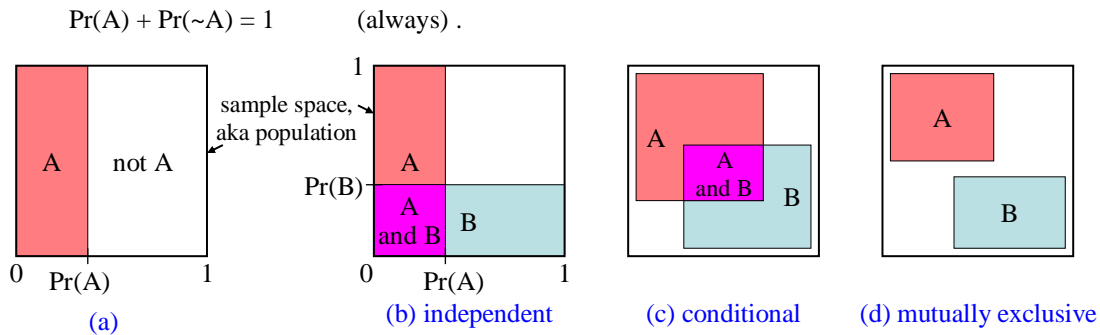 Pr(A) + Pr(~A) = 1 (always) .
A
not A
0
Pr(A)
1
(a)
sample space,
aka population
1
Pr(B)
A
A
and B
B
0
Pr(A)
1
(b) independent
A
A
and B
B
(c) conditional
A
B
(d) mutually exclusive